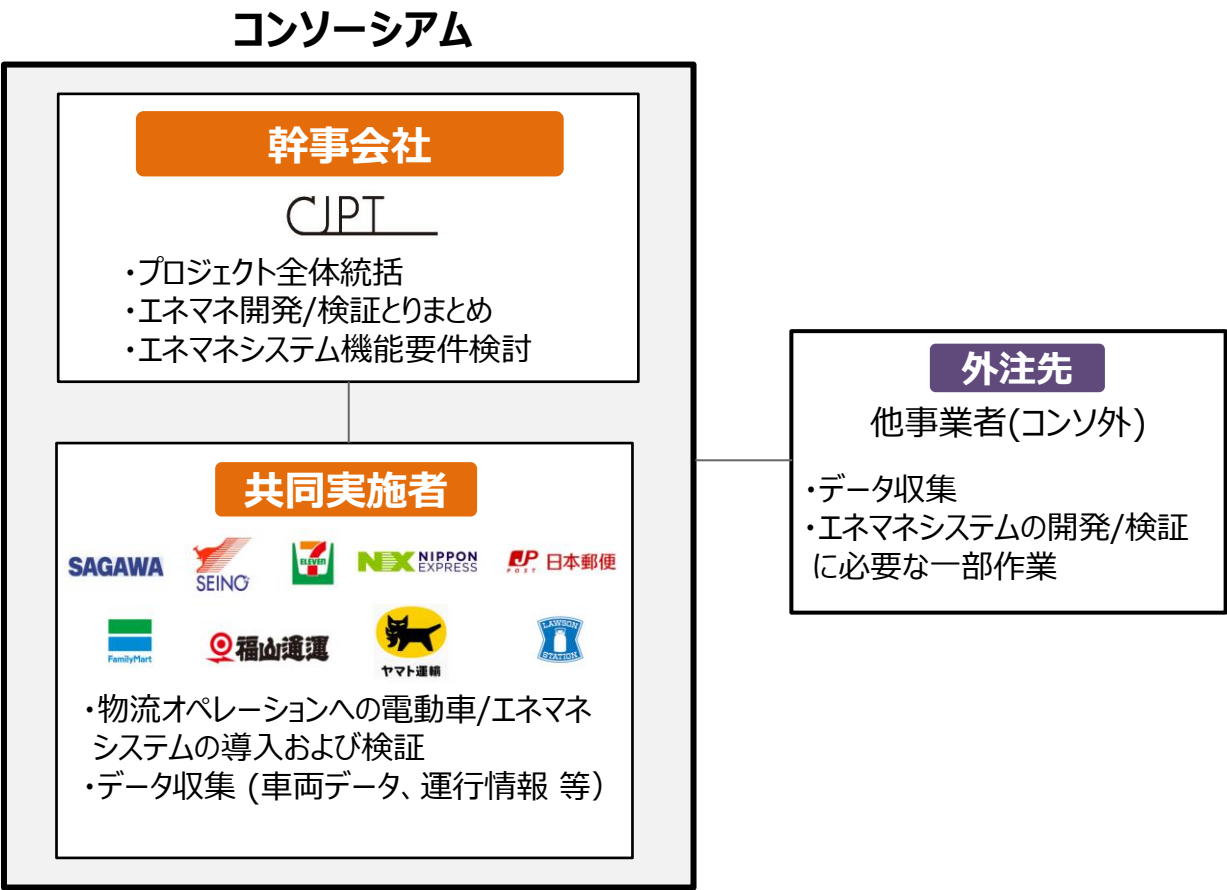 コンソーシアム
幹事会社
CJPT
・プロジェクト全体統括
・エネマネ開発/検証とりまとめ
・エネマネシステム機能要件検討
共同実施者
SAGAWA
SEINO
ELEVEN
NX NIPPON
EXPRESS
JP
POST
日本郵便
FamilyMart
福山通運
ヤマト運輸
LAWSON
STATION
・物流オペレーションへの電動車/エネマネ
システムの導入および検証
・データ収集 (車両データ、運行情報 等）
外注先
他事業者(コンソ外)
・データ収集
・エネマネシステムの開発/検証
に必要な一部作業